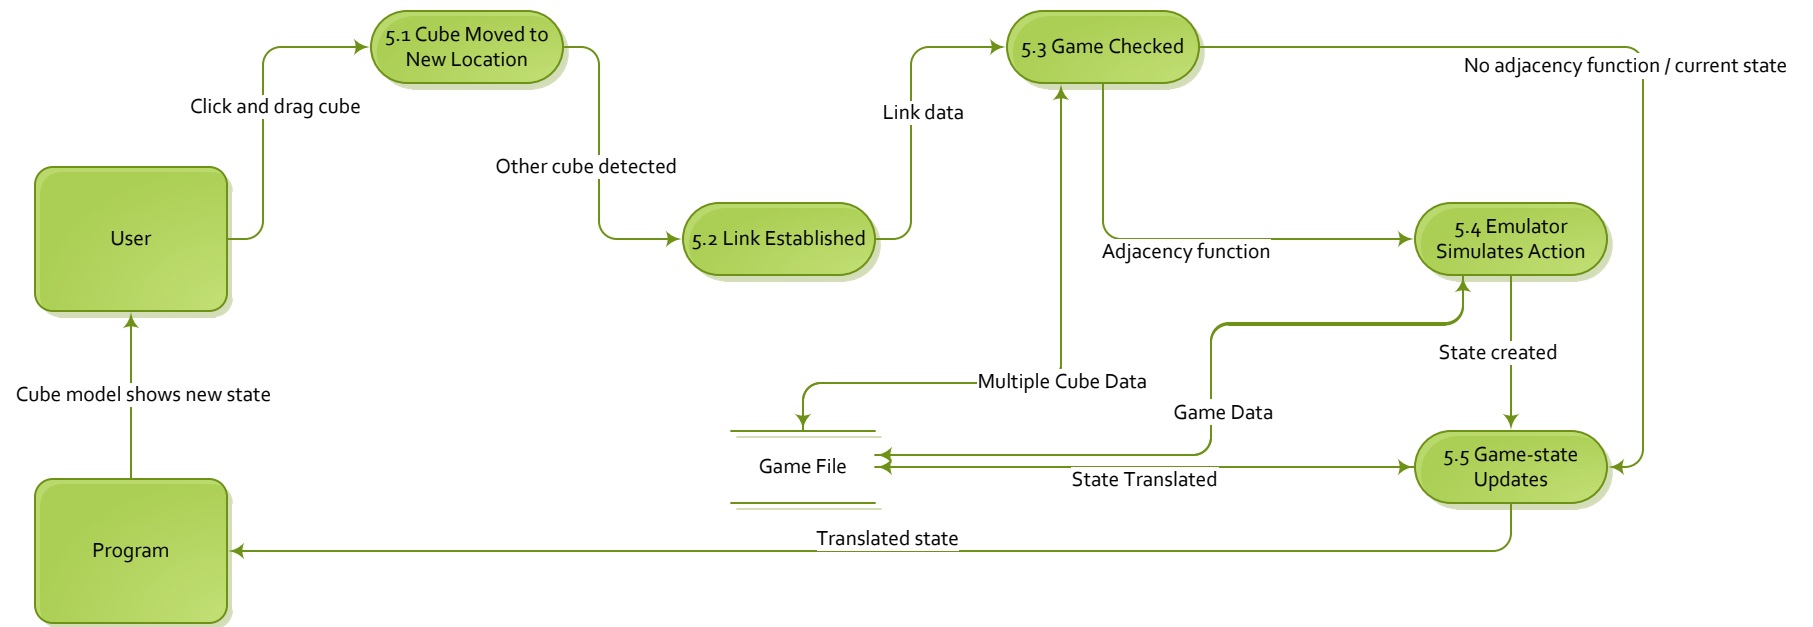 5.1 Cube Moved to
New Location
5.3 Game Checked
No adjacency function / current state
Click and drag cube
Link data
Other cube detected
User
5.2 Link Established
5.4 Emulator
Simulates Action
Adjacency function
State created
Multiple Cube Data
Cube model shows new state
Game Data
Game File
5.5 Game-state
Updates
State Translated
Translated state
Program